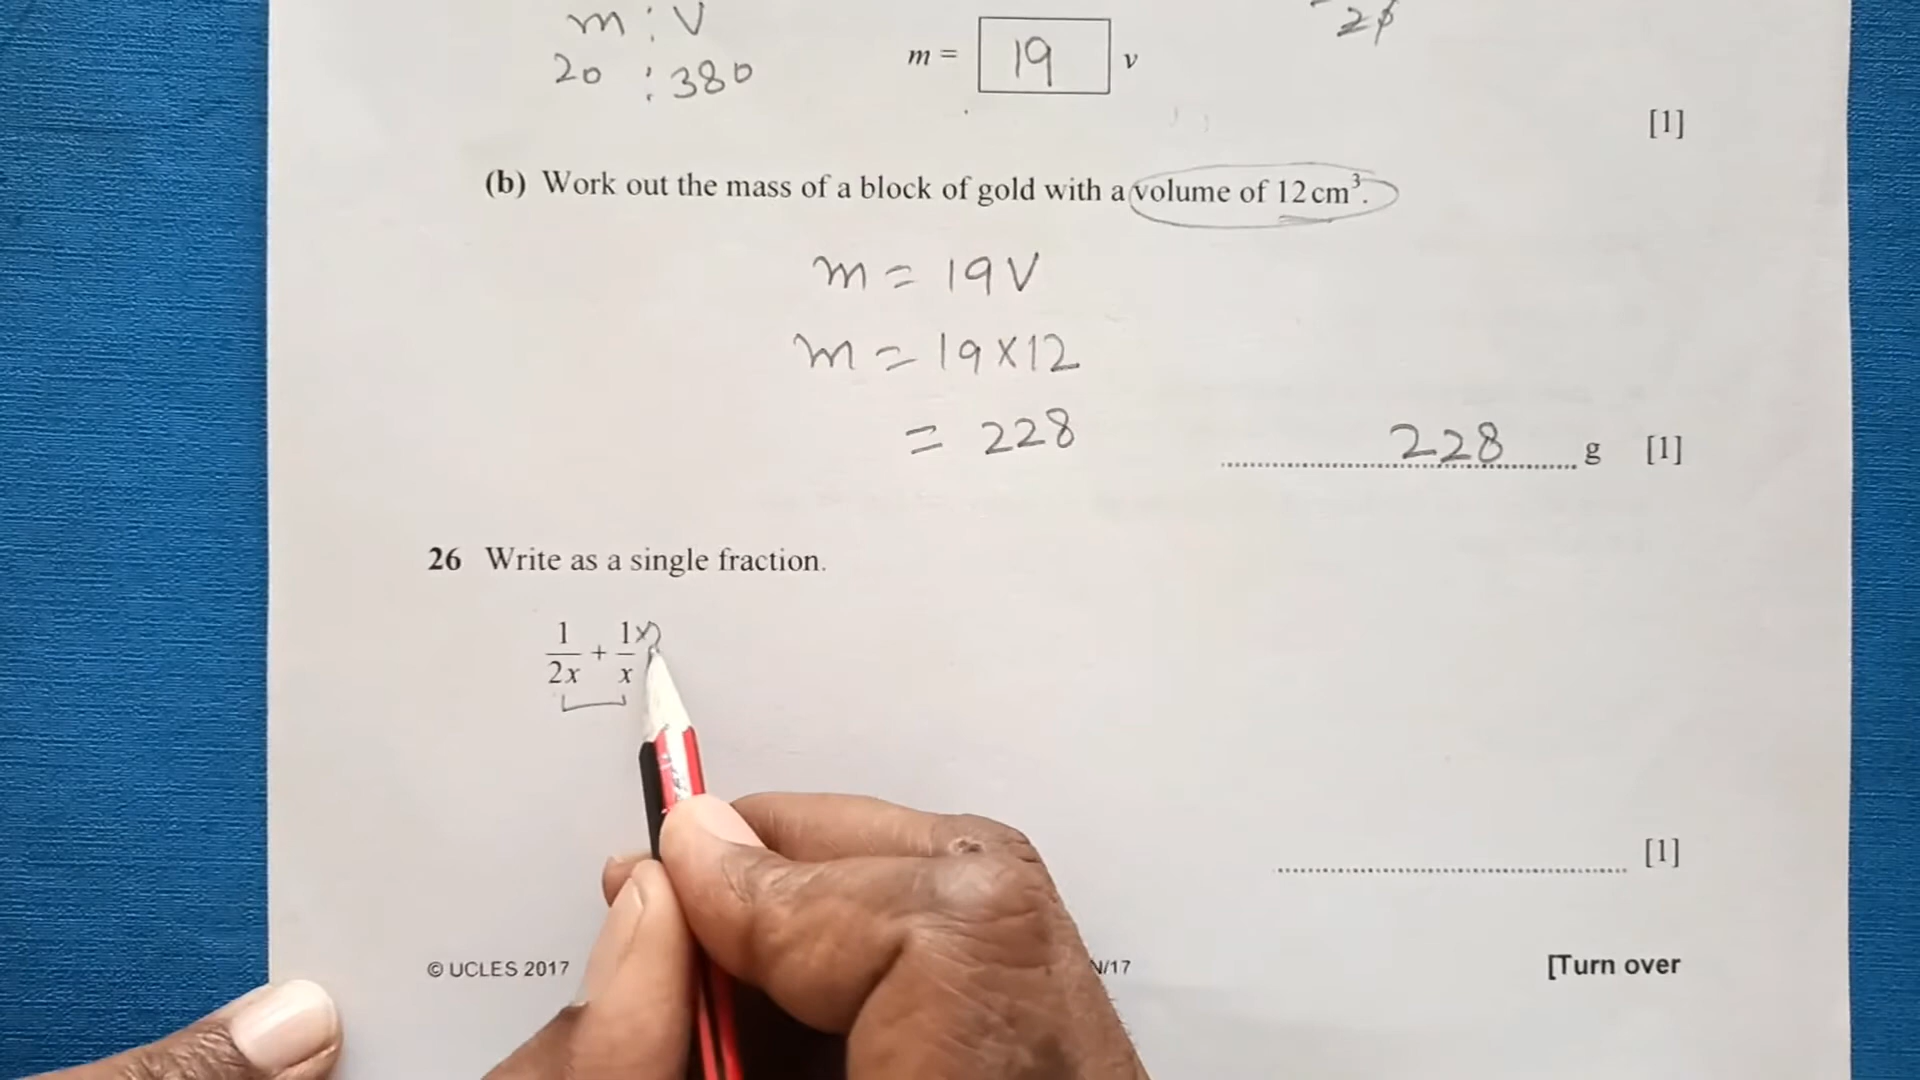 m : V
20 : 380
m = 19 v
[1]
(b) Work out the mass of a block of gold with a volume of 12 cm³.
m = 19V
m = 19 × 12
= 228
228 g [1]
26 Write as a single fraction.
1/2x + 1×2/x
[1]
© UCLES 2017
N/17
[Turn over